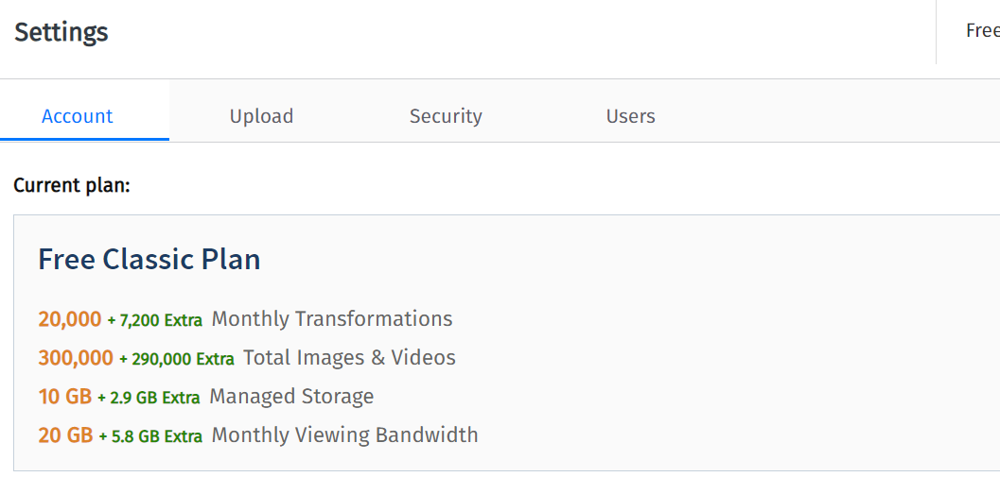 Settings
Free
Account Upload Security Users
Current plan:
Free Classic Plan
20,000 + 7,200 Extra Monthly Transformations
300,000 + 290,000 Extra Total Images & Videos
10 GB + 2.9 GB Extra Managed Storage
20 GB + 5.8 GB Extra Monthly Viewing Bandwidth